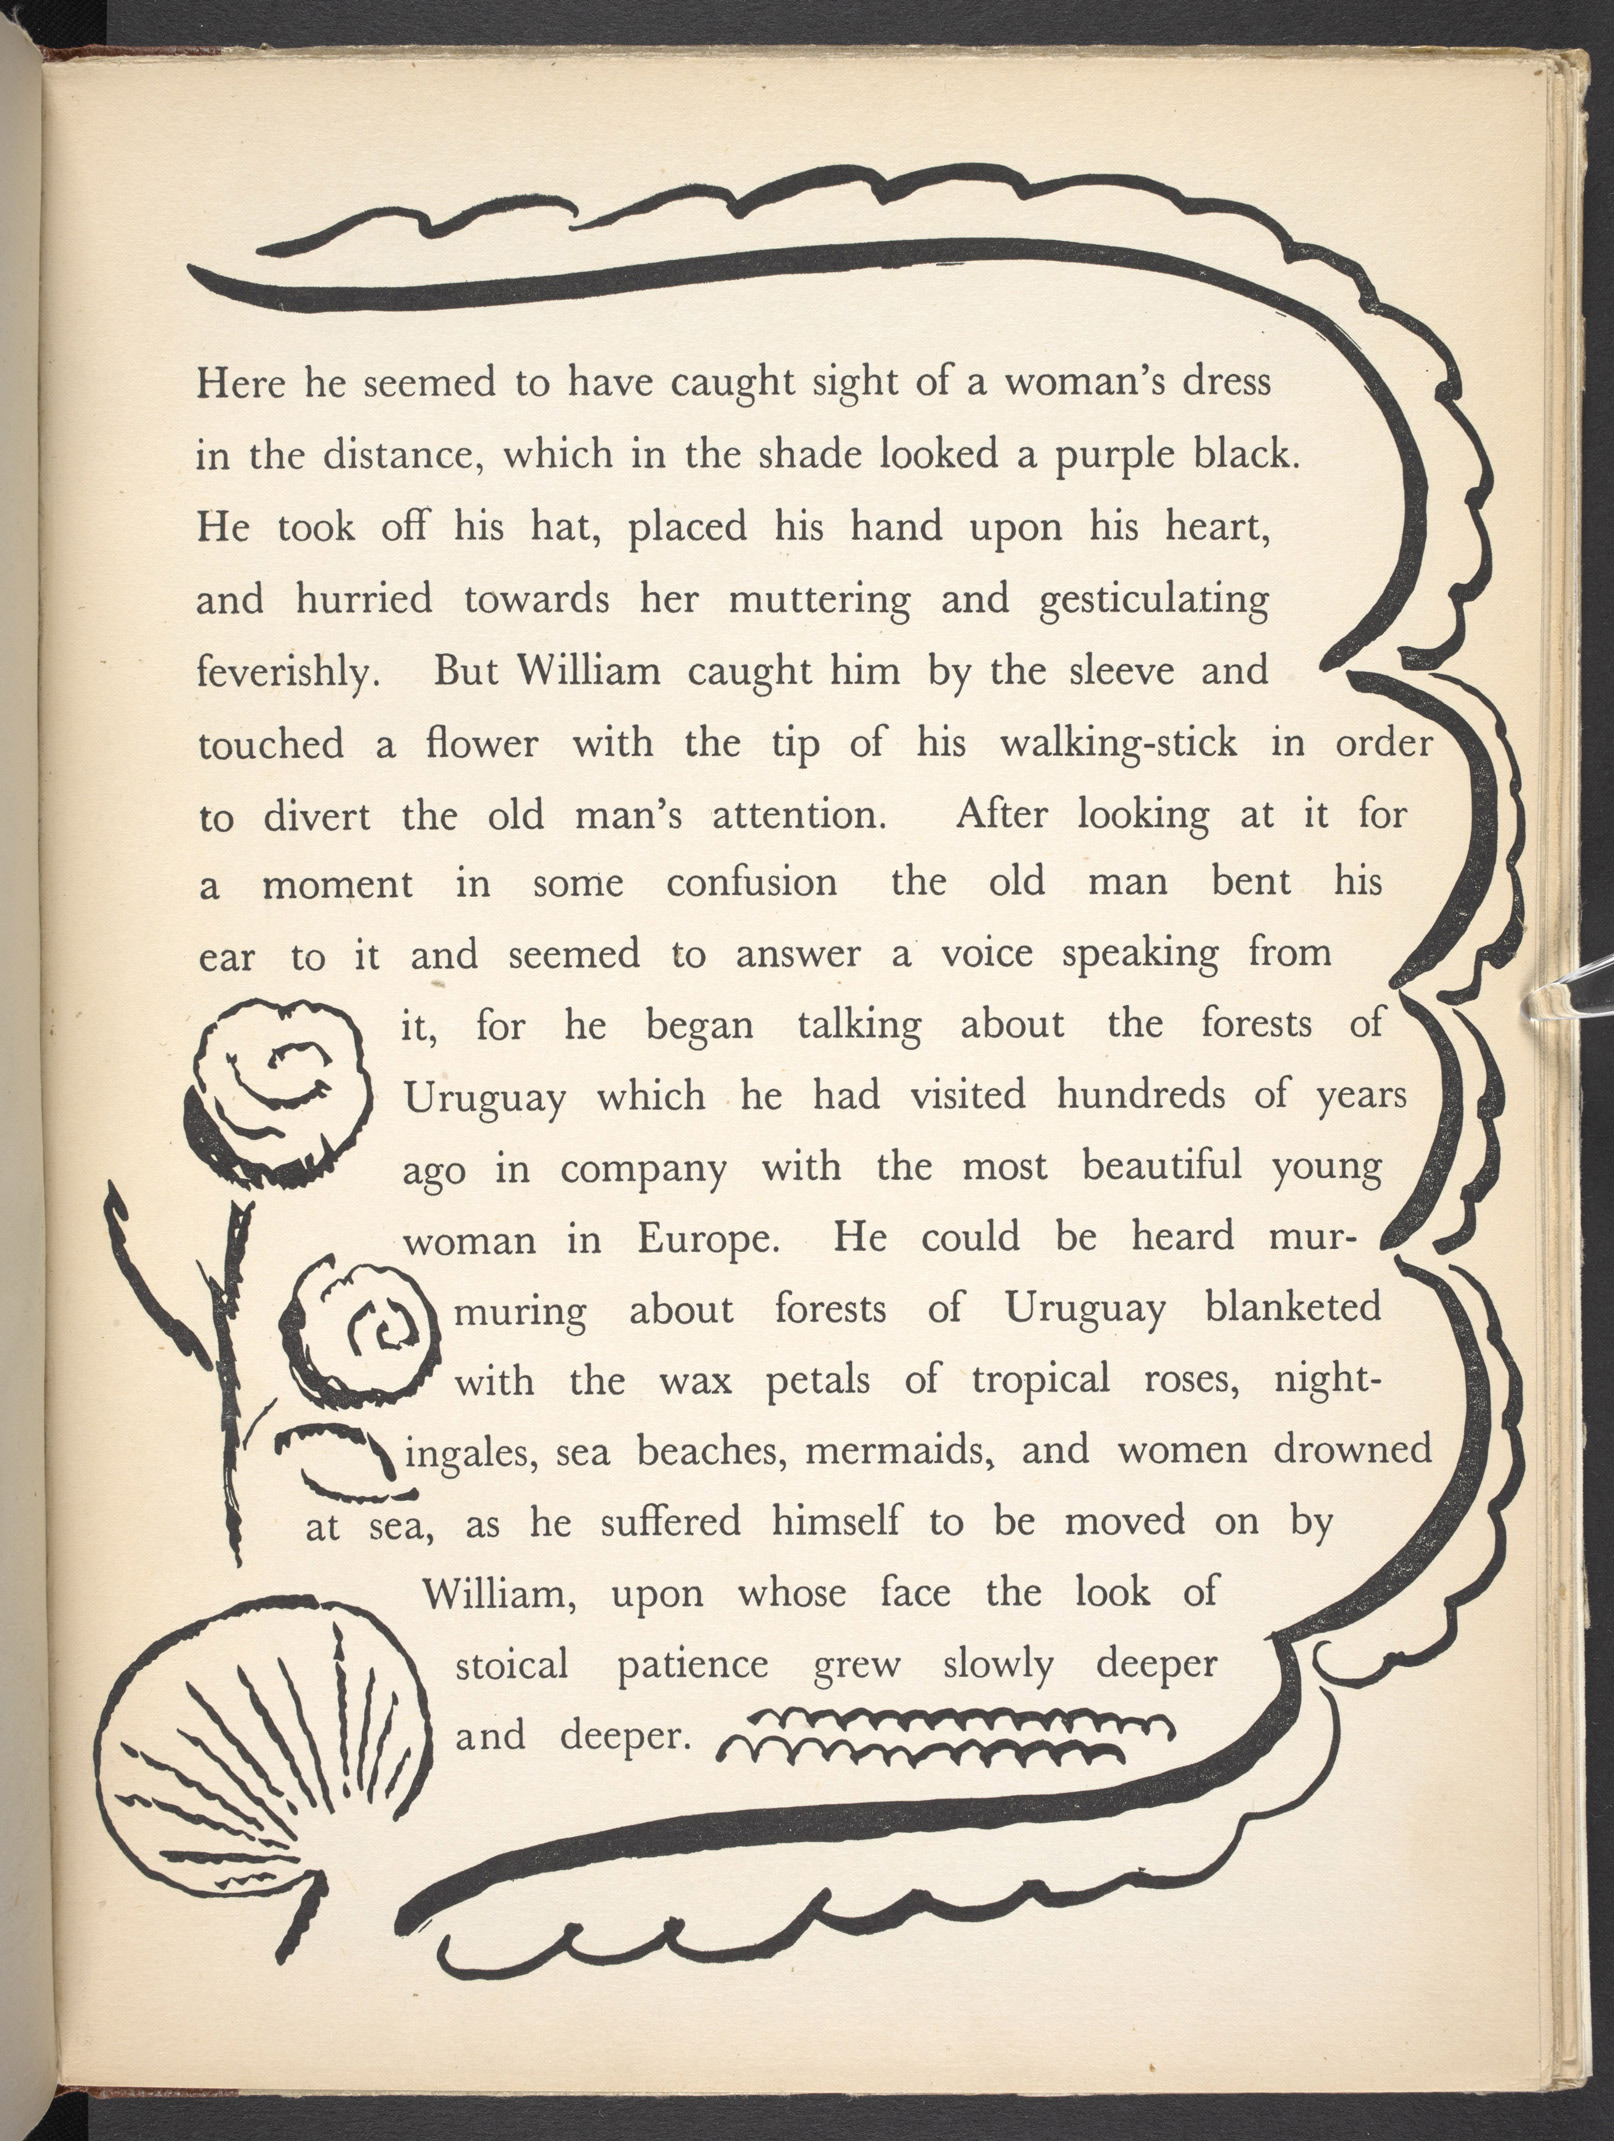 Here he seemed to have caught sight of a woman’s dress
in the distance, which in the shade looked a purple black.
He took off his hat, placed his hand upon his heart,
and hurried towards her muttering and gesticulating
feverishly. But William caught him by the sleeve and
touched a flower with the tip of his walking-stick in order
to divert the old man’s attention. After looking at it for
a moment in some confusion the old man bent his
ear to it and seemed to answer a voice speaking from
it, for he began talking about the forests of
Uruguay which he had visited hundreds of years
ago in company with the most beautiful young
woman in Europe. He could be heard mur-
muring about forests of Uruguay blanketed
with the wax petals of tropical roses, night-
ingales, sea beaches, mermaids, and women drowned
at sea, as he suffered himself to be moved on by
William, upon whose face the look of
stoical patience grew slowly deeper
and deeper.